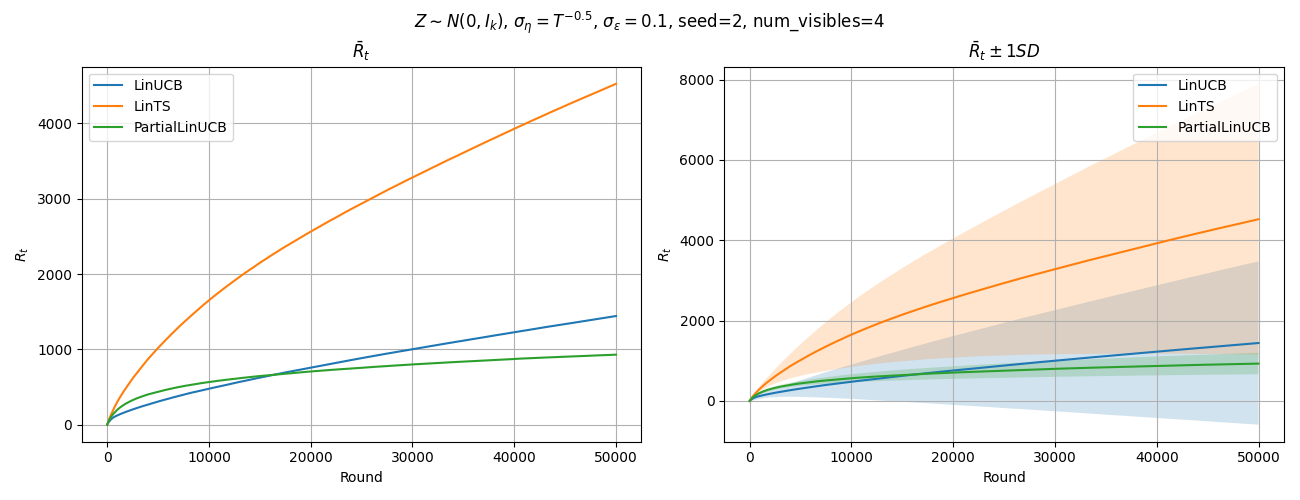 Z ~ N(0, I_k), σ_η = T^{-0.5}, σ_ε = 0.1, seed=2, num_visibles=4
R̄_t
LinUCB
LinTS
PartialLinUCB
4000
3000
2000
1000
0
R_t
0
10000
20000
30000
40000
50000
Round
R̄_t ± 1SD
LinUCB
LinTS
PartialLinUCB
8000
6000
4000
2000
0
R_t
0
10000
20000
30000
40000
50000
Round